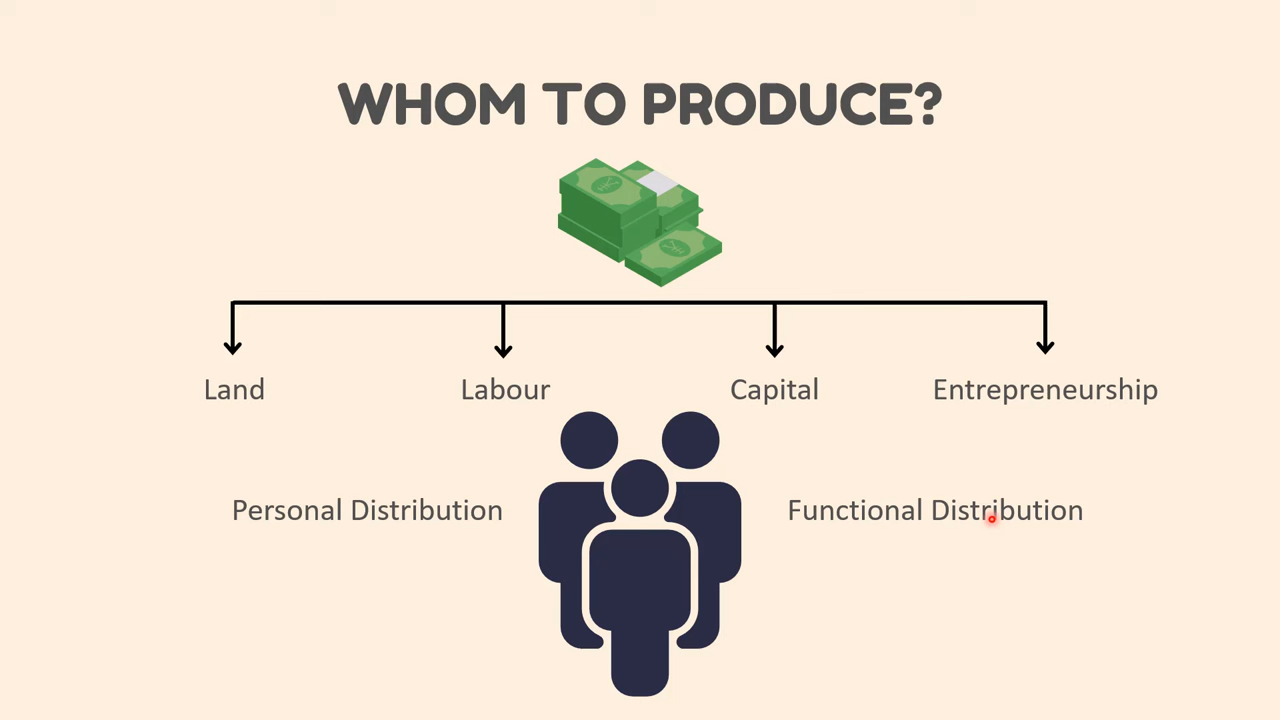 WHOM TO PRODUCE?
Land
Labour
Capital
Entrepreneurship
Personal Distribution
Functional Distribution